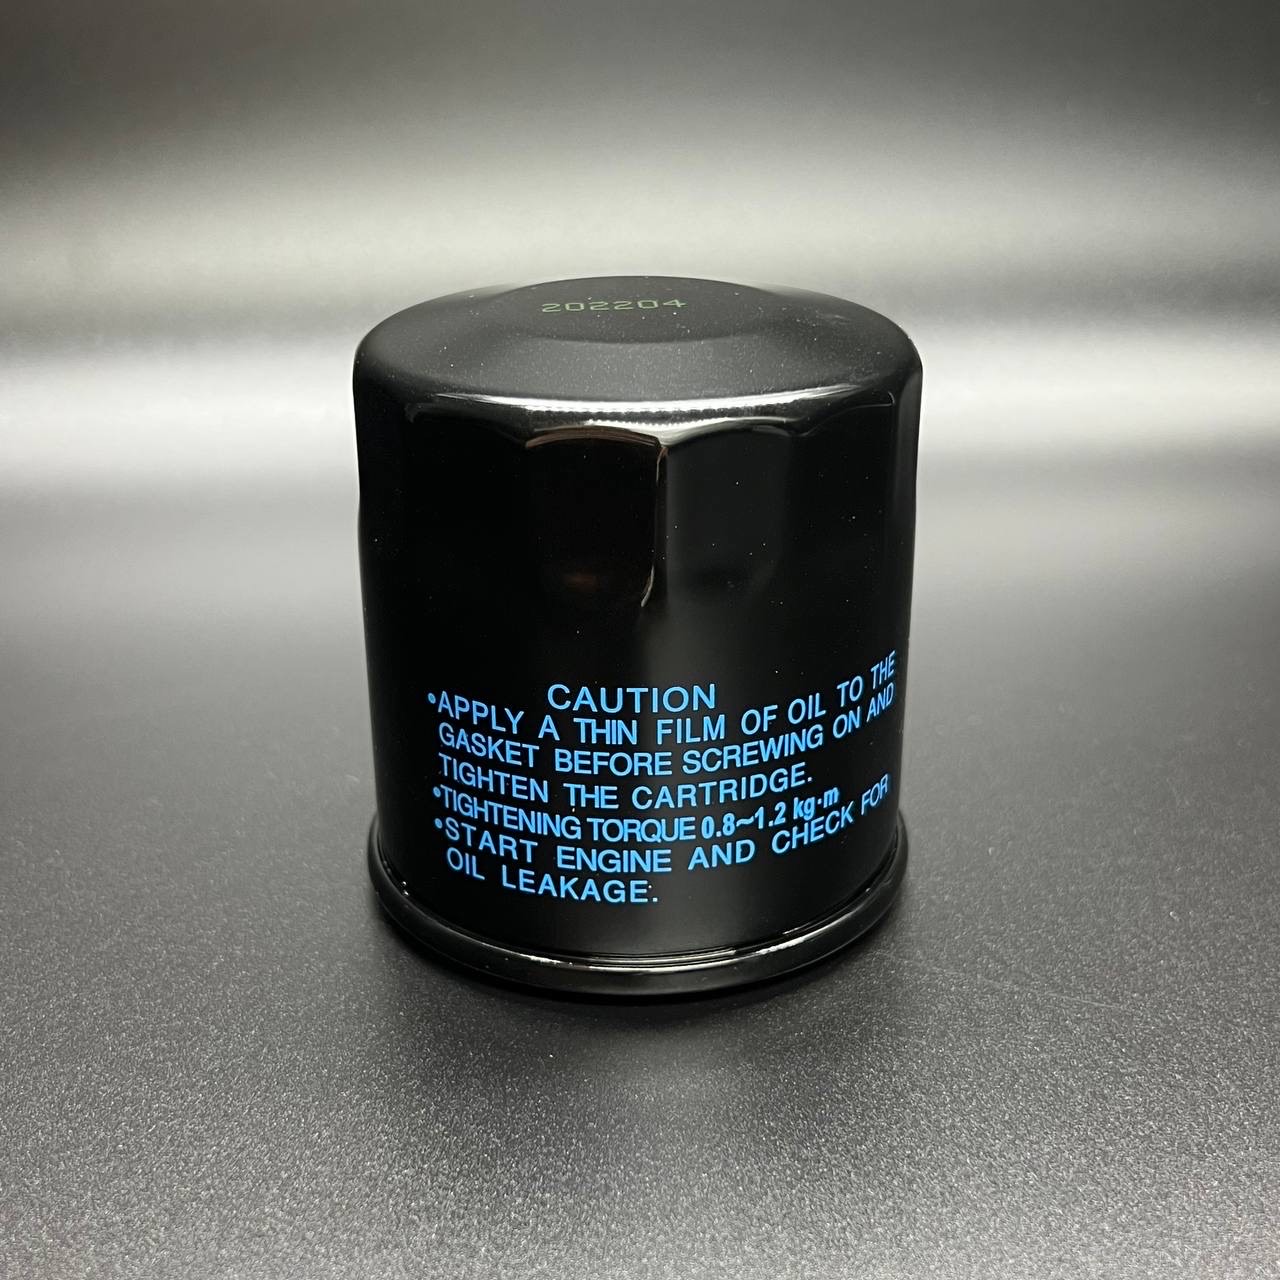 202204
CAUTION
•APPLY A THIN FILM OF OIL TO THE
GASKET BEFORE SCREWING ON AND
TIGHTEN THE CARTRIDGE.
•TIGHTENING TORQUE 0.8~1.2 kg·m
•START ENGINE AND CHECK FOR
OIL LEAKAGE.